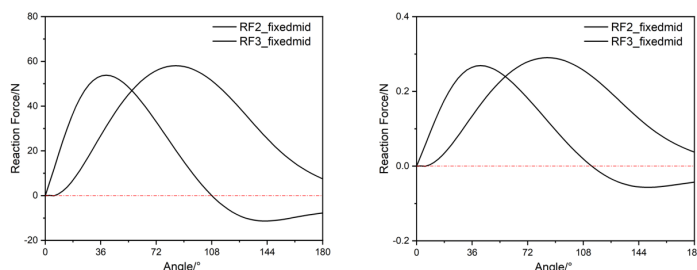 80
60
40
20
0
-20
Reaction Force/N
RF2_fixedmid
RF3_fixedmid
0 36 72 108 144 180
Angle/°
0.4
0.2
0.0
-0.2
Reaction Force/N
RF2_fixedmid
RF3_fixedmid
0 36 72 108 144 18
Angle/°